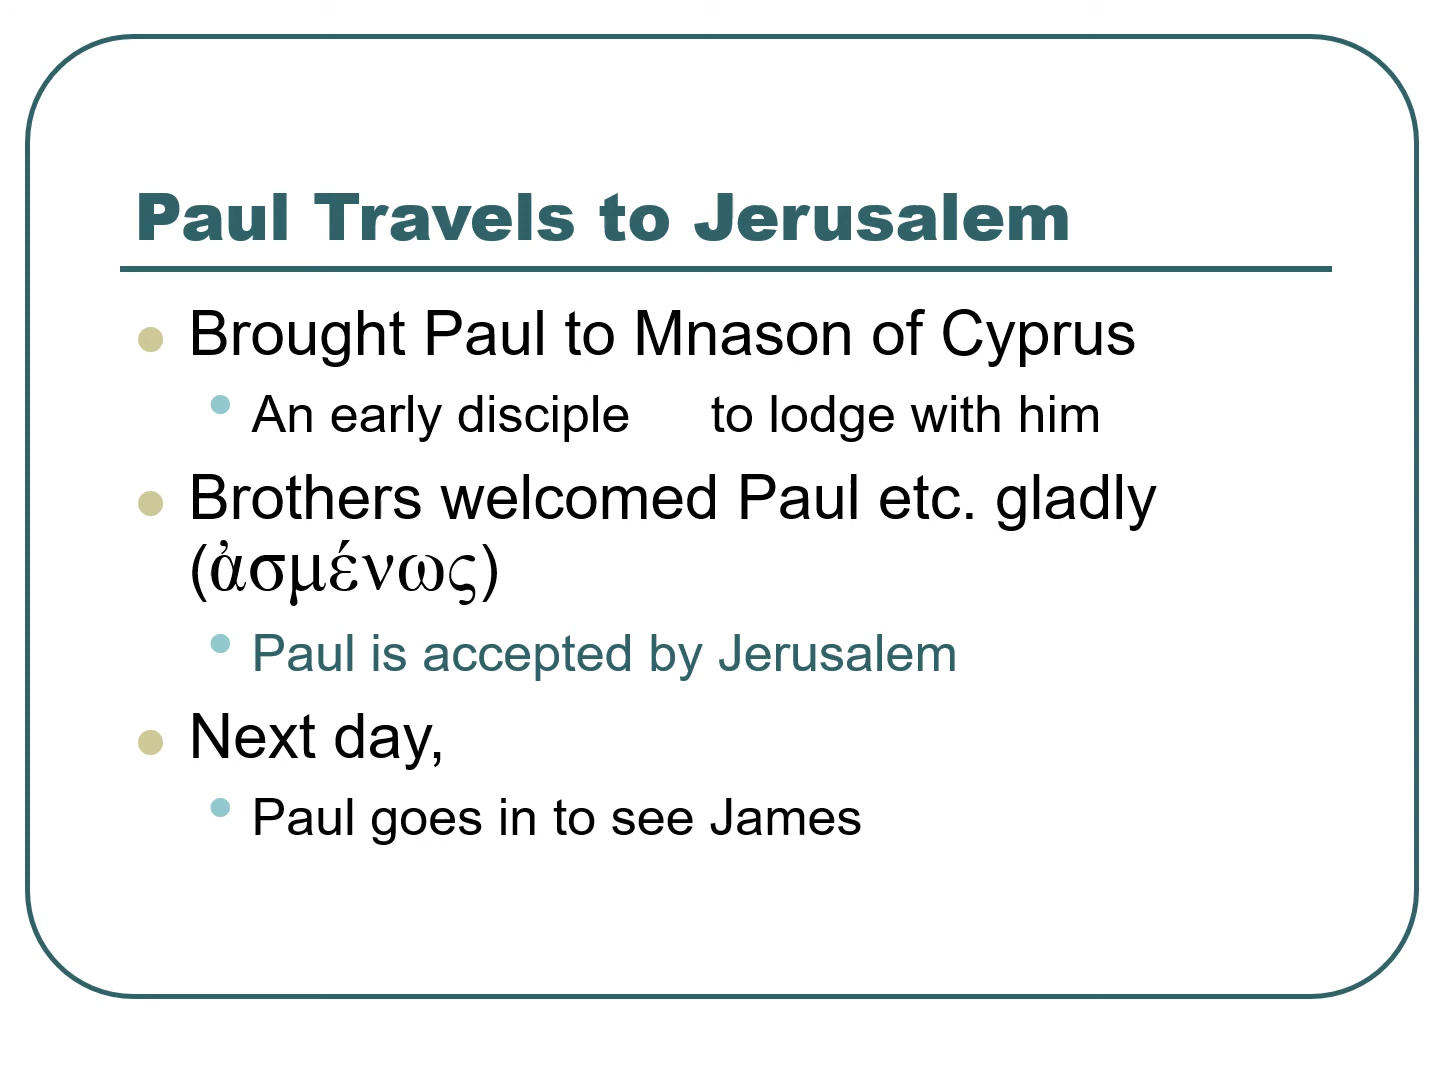 Paul Travels to Jerusalem
Brought Paul to Mnason of Cyprus
An early disciple to lodge with him
Brothers welcomed Paul etc. gladly
(ἀσμένως)
Paul is accepted by Jerusalem
Next day,
Paul goes in to see James